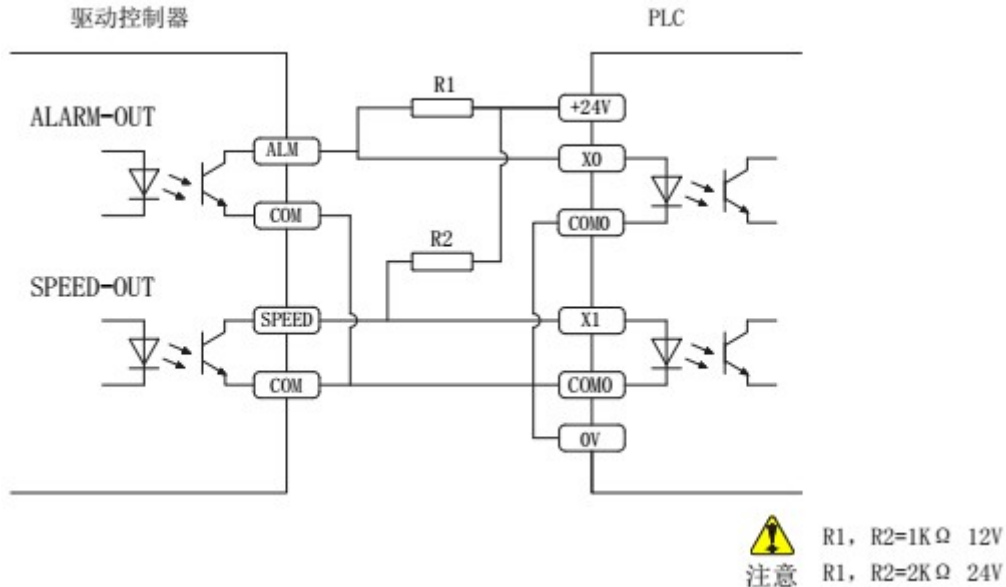 驱动控制器 PLC
R1
+24V
ALARM-OUT
ALM X0
COM COM0
R2
SPEED-OUT
SPEED X1
COM COM0
0V
R1, R2=1KΩ 12V
注意 R1, R2=2KΩ 24V